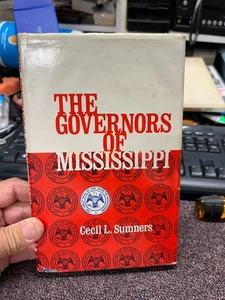 THE
GOVERNORS
OF
MISSISSIPPI
Cecil L. Sumners